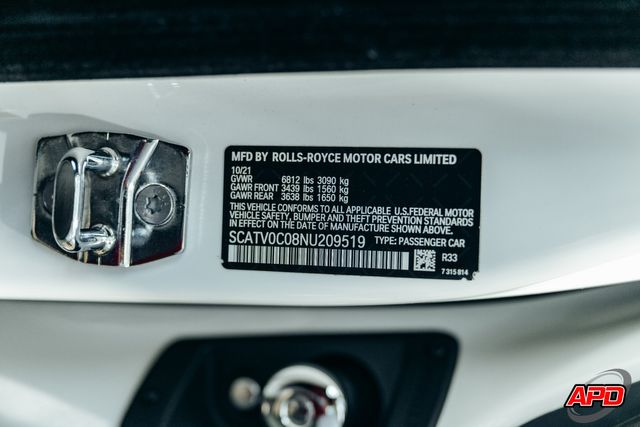 MFD BY ROLLS-ROYCE MOTOR CARS LIMITED
10/21
GVWR 6812 lbs 3090 kg
GAWR FRONT 3439 lbs 1560 kg
GAWR REAR 3638 lbs 1650 kg
THIS VEHICLE CONFORMS TO ALL APPLICABLE U.S.FEDERAL MOTOR
VEHICLE SAFETY, BUMPER AND THEFT PREVENTION STANDARDS
IN EFFECT ON THE DATE OF MANUFACTURE SHOWN ABOVE.
SCATV0C08NU209519 TYPE: PASSENGER CAR
R33
7 315 814
APD